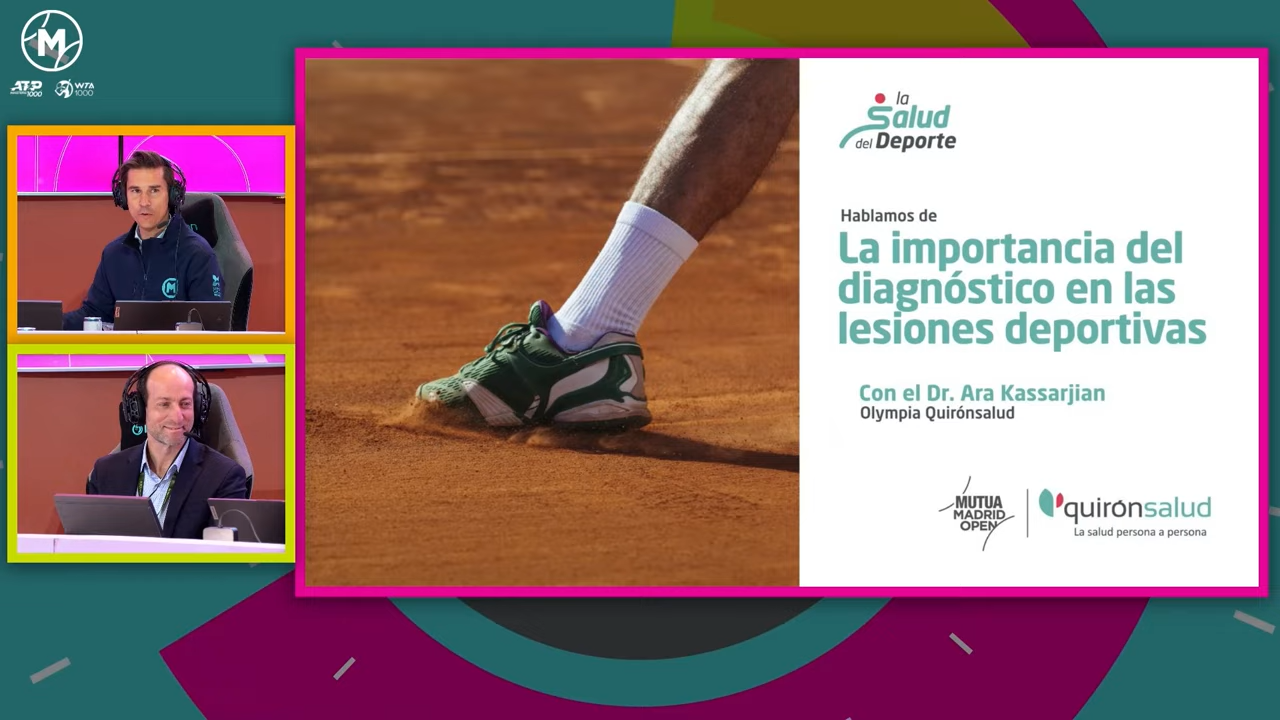 M
ATP
MASTERS 1000
WTA
1000
la
Salud
del Deporte
Hablamos de
La importancia del
diagnóstico en las
lesiones deportivas
Con el Dr. Ara Kassarjian
Olympia Quirónsalud
MUTUA
MADRID
OPEN
quirónsalud
La salud persona a persona
M